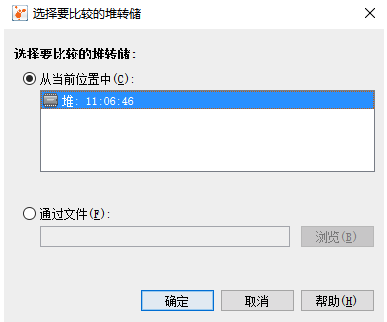 选择要比较的堆转储
选择要比较的堆转储:
从当前位置中(C):
堆: 11:06:46
通过文件(F):
浏览(B)
确定
取消
帮助(H)